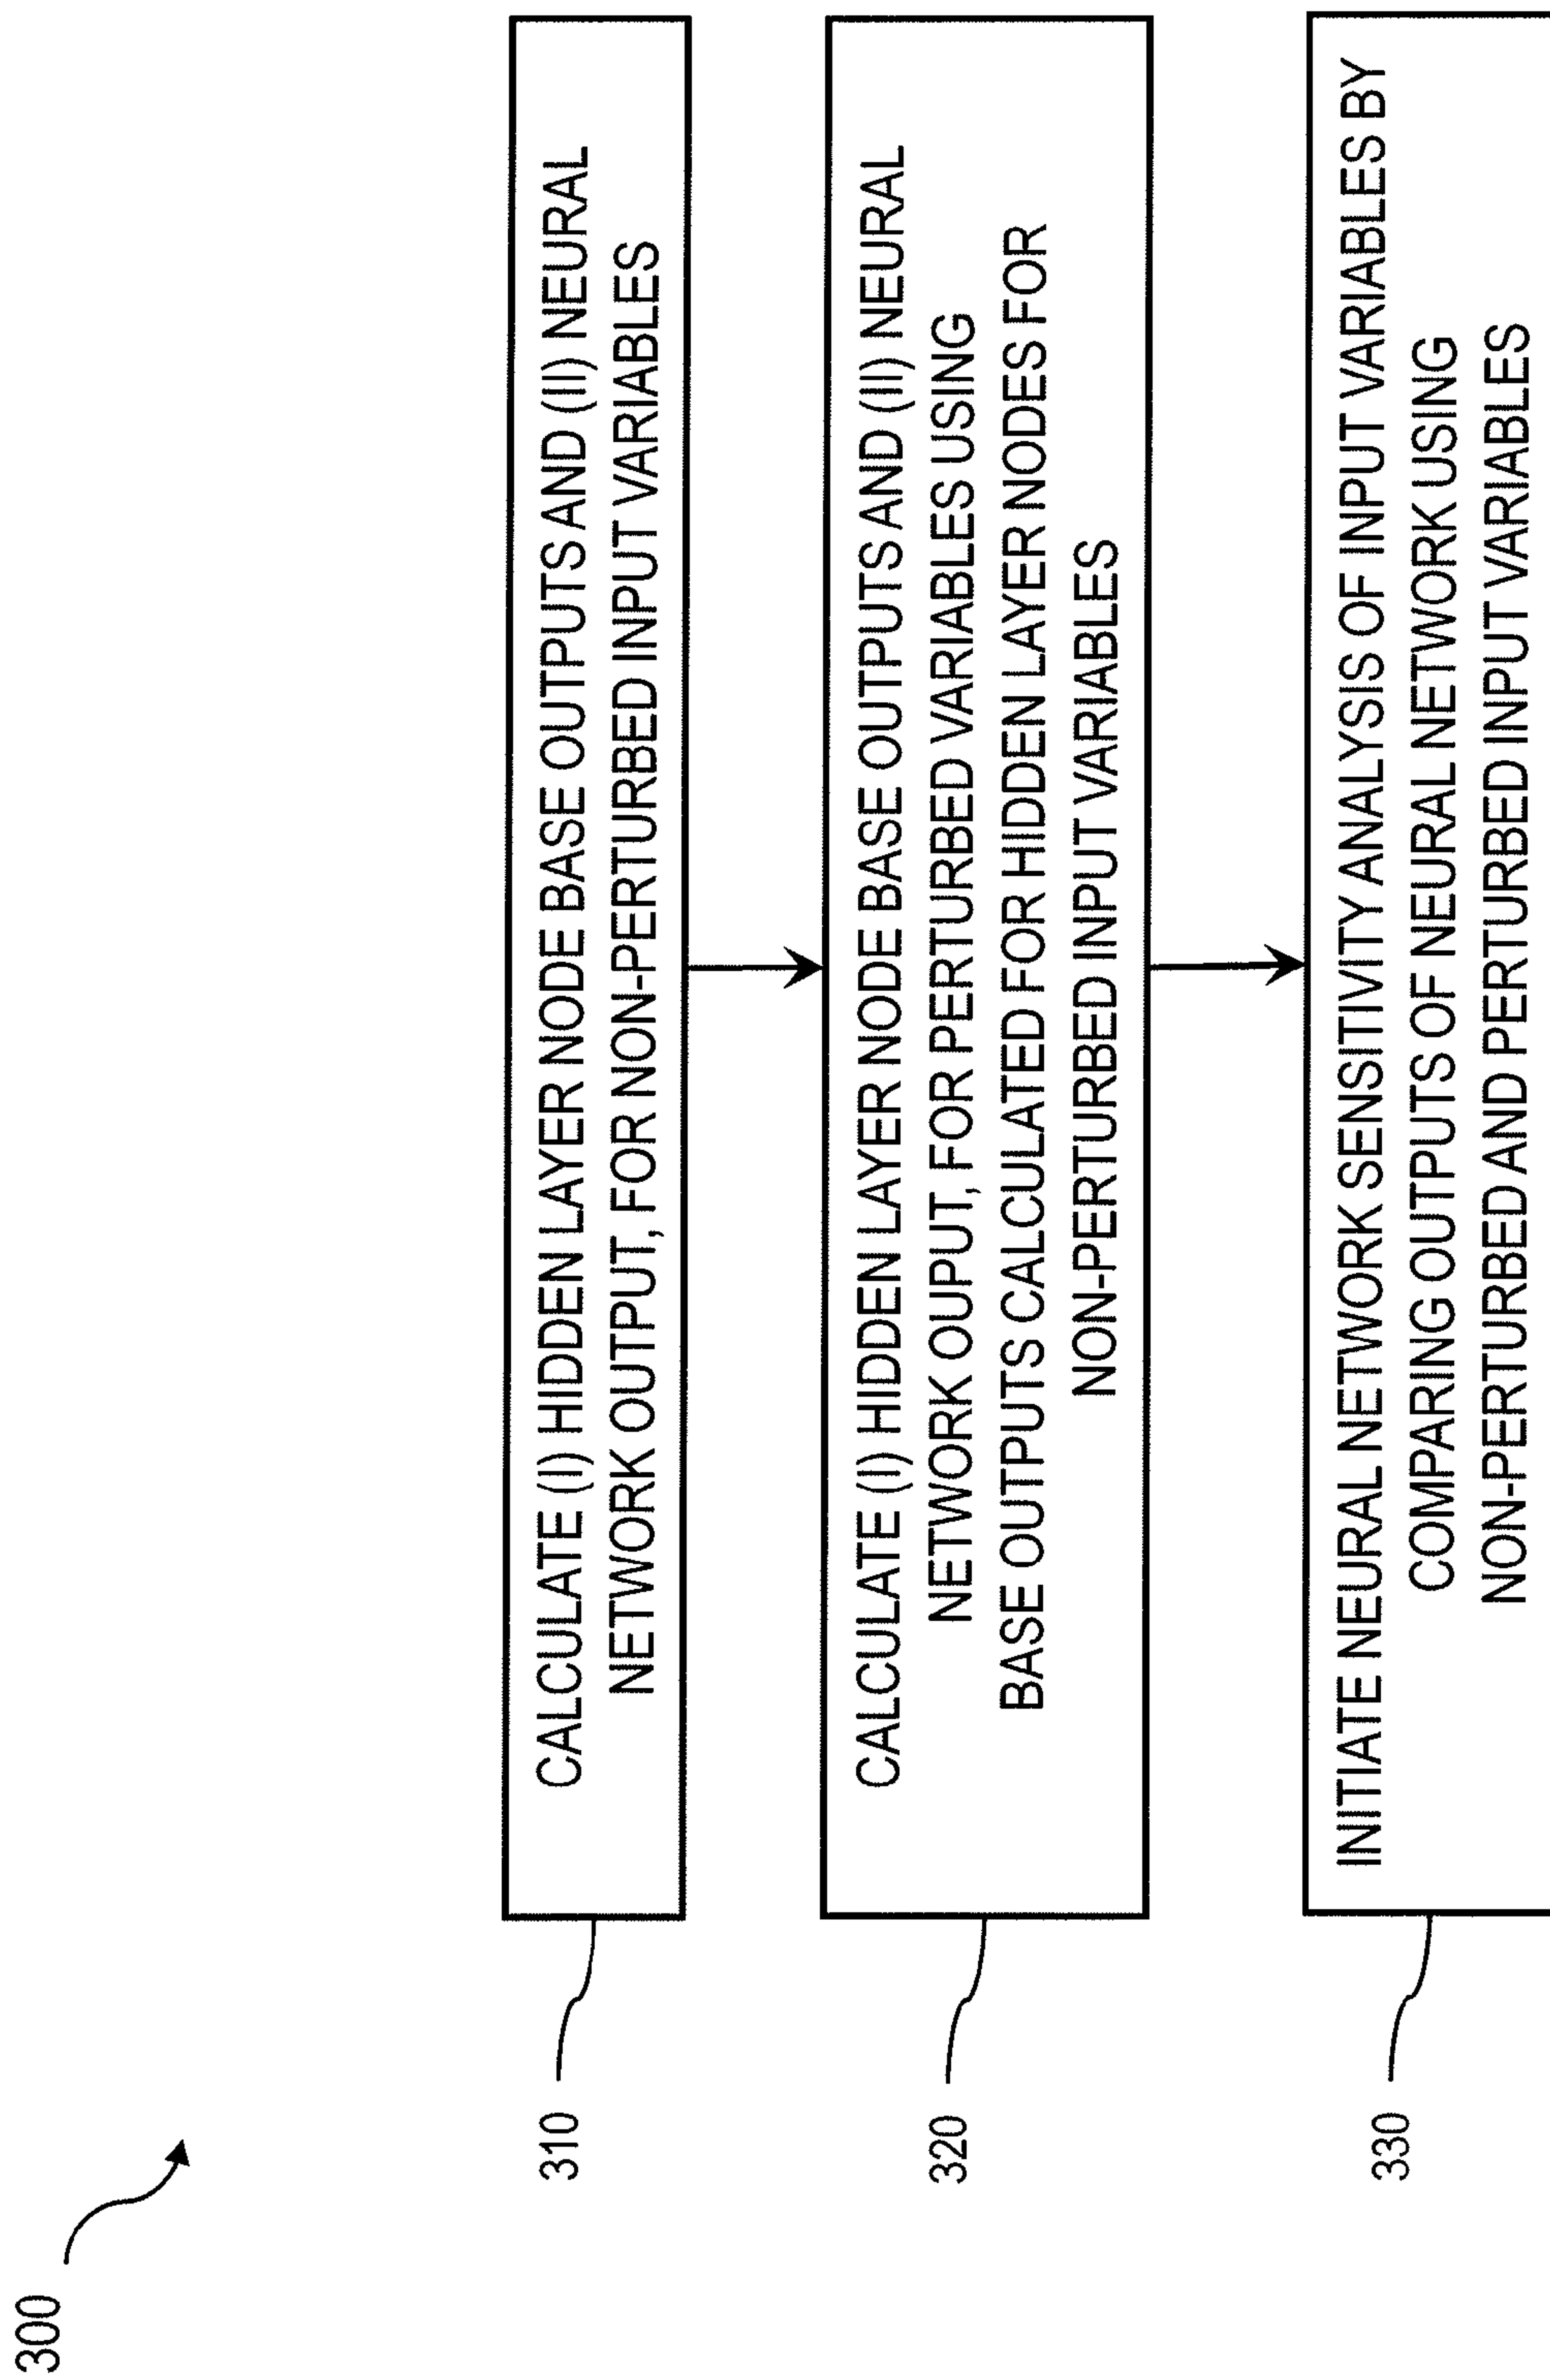 300
310
CALCULATE (I) HIDDEN LAYER NODE BASE OUTPUTS AND (II) NEURAL
NETWORK OUTPUT, FOR NON-PERTURBED INPUT VARIABLES
320
CALCULATE (I) HIDDEN LAYER NODE BASE OUTPUTS AND (II) NEURAL
NETWORK OUPUT, FOR PERTURBED VARIABLES USING
BASE OUTPUTS CALCULATED FOR HIDDEN LAYER NODES FOR
NON-PERTURBED INPUT VARIABLES
330
INITIATE NEURAL NETWORK SENSITIVITY ANALYSIS OF INPUT VARIABLES BY
COMPARING OUTPUTS OF NEURAL NETWORK USING
NON-PERTURBED AND PERTURBED INPUT VARIABLES